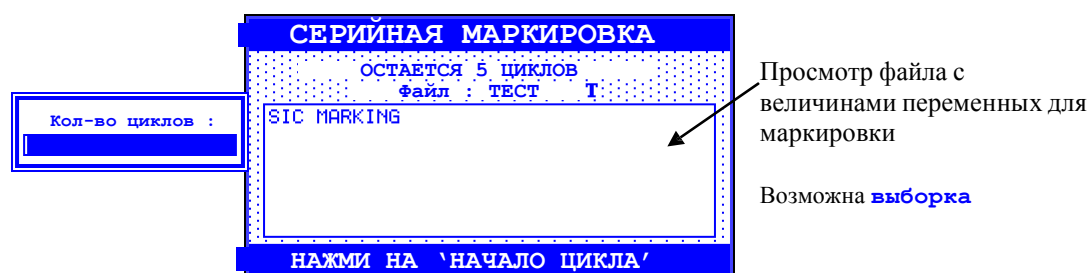 СЕРИЙНАЯ МАРКИРОВКА
ОСТАЕТСЯ 5 ЦИКЛОВ
Файл : ТЕСТ T
Кол-во циклов :
SIC MARKING
НАЖМИ НА ‘НАЧАЛО ЦИКЛА’
Просмотр файла с
величинами переменных для
маркировки
Возможна выборка